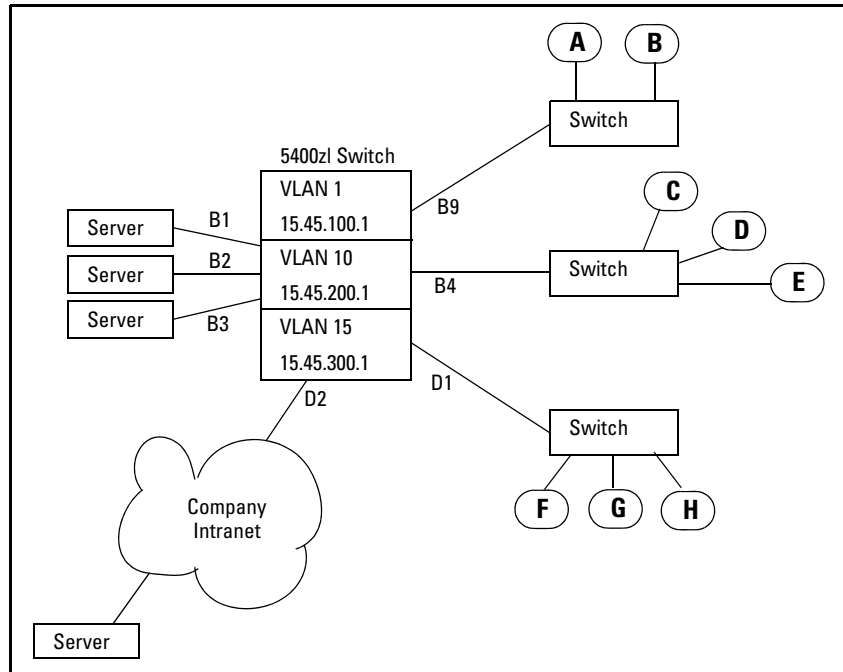 A
B
Switch
5400zl Switch
VLAN 1
15.45.100.1
B9
C
Server
B1
D
Server
B2
VLAN 10
15.45.200.1
B4
Switch
E
Server
B3
VLAN 15
15.45.300.1
D1
D2
Switch
F
G
H
Company
Intranet
Server